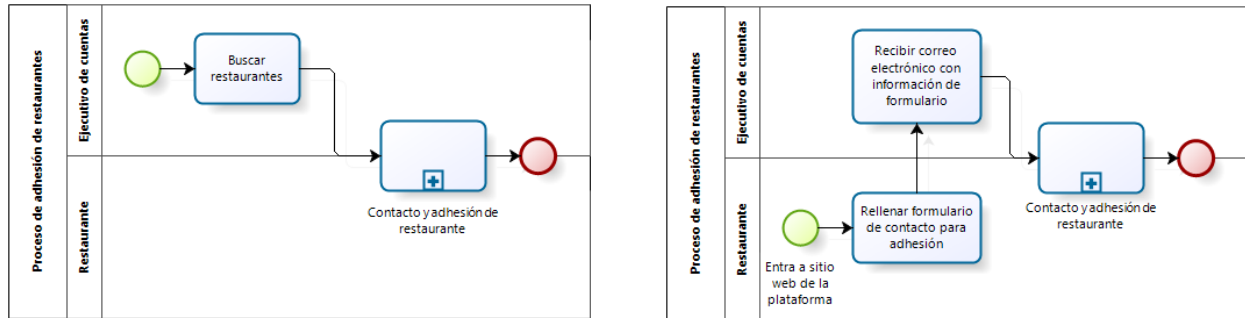 Proceso de adhesión de restaurantes
Ejecutivo de cuentas
Restaurante
Buscar
restaurantes
Contacto y adhesión de
restaurante
Proceso de adhesión de restaurantes
Ejecutivo de cuentas
Restaurante
Recibir correo
electrónico con
información de
formulario
Rellenar formulario
de contacto para
adhesión
Entra a sitio
web de la
plataforma
Contacto y adhesión de
restaurante